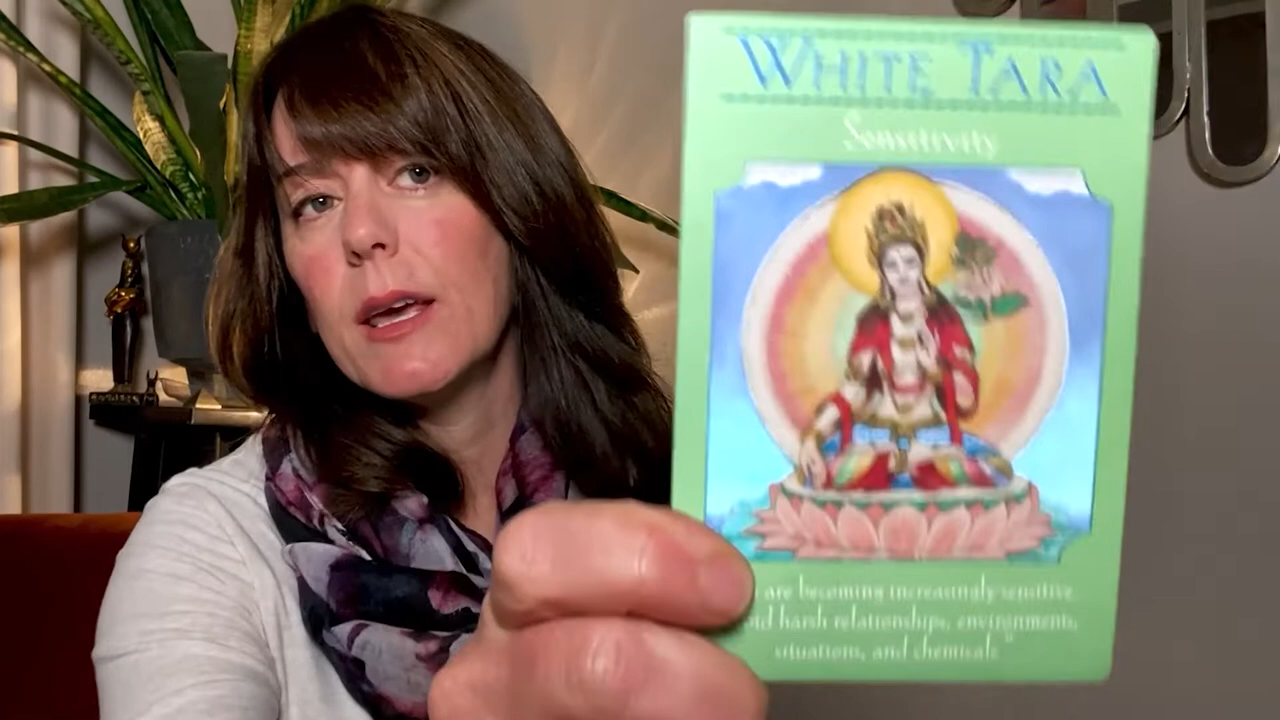 WHITE TARA
Sensitivity
are becoming increasingly sensitive
harsh relationships, environments,
situations, and chemicals"